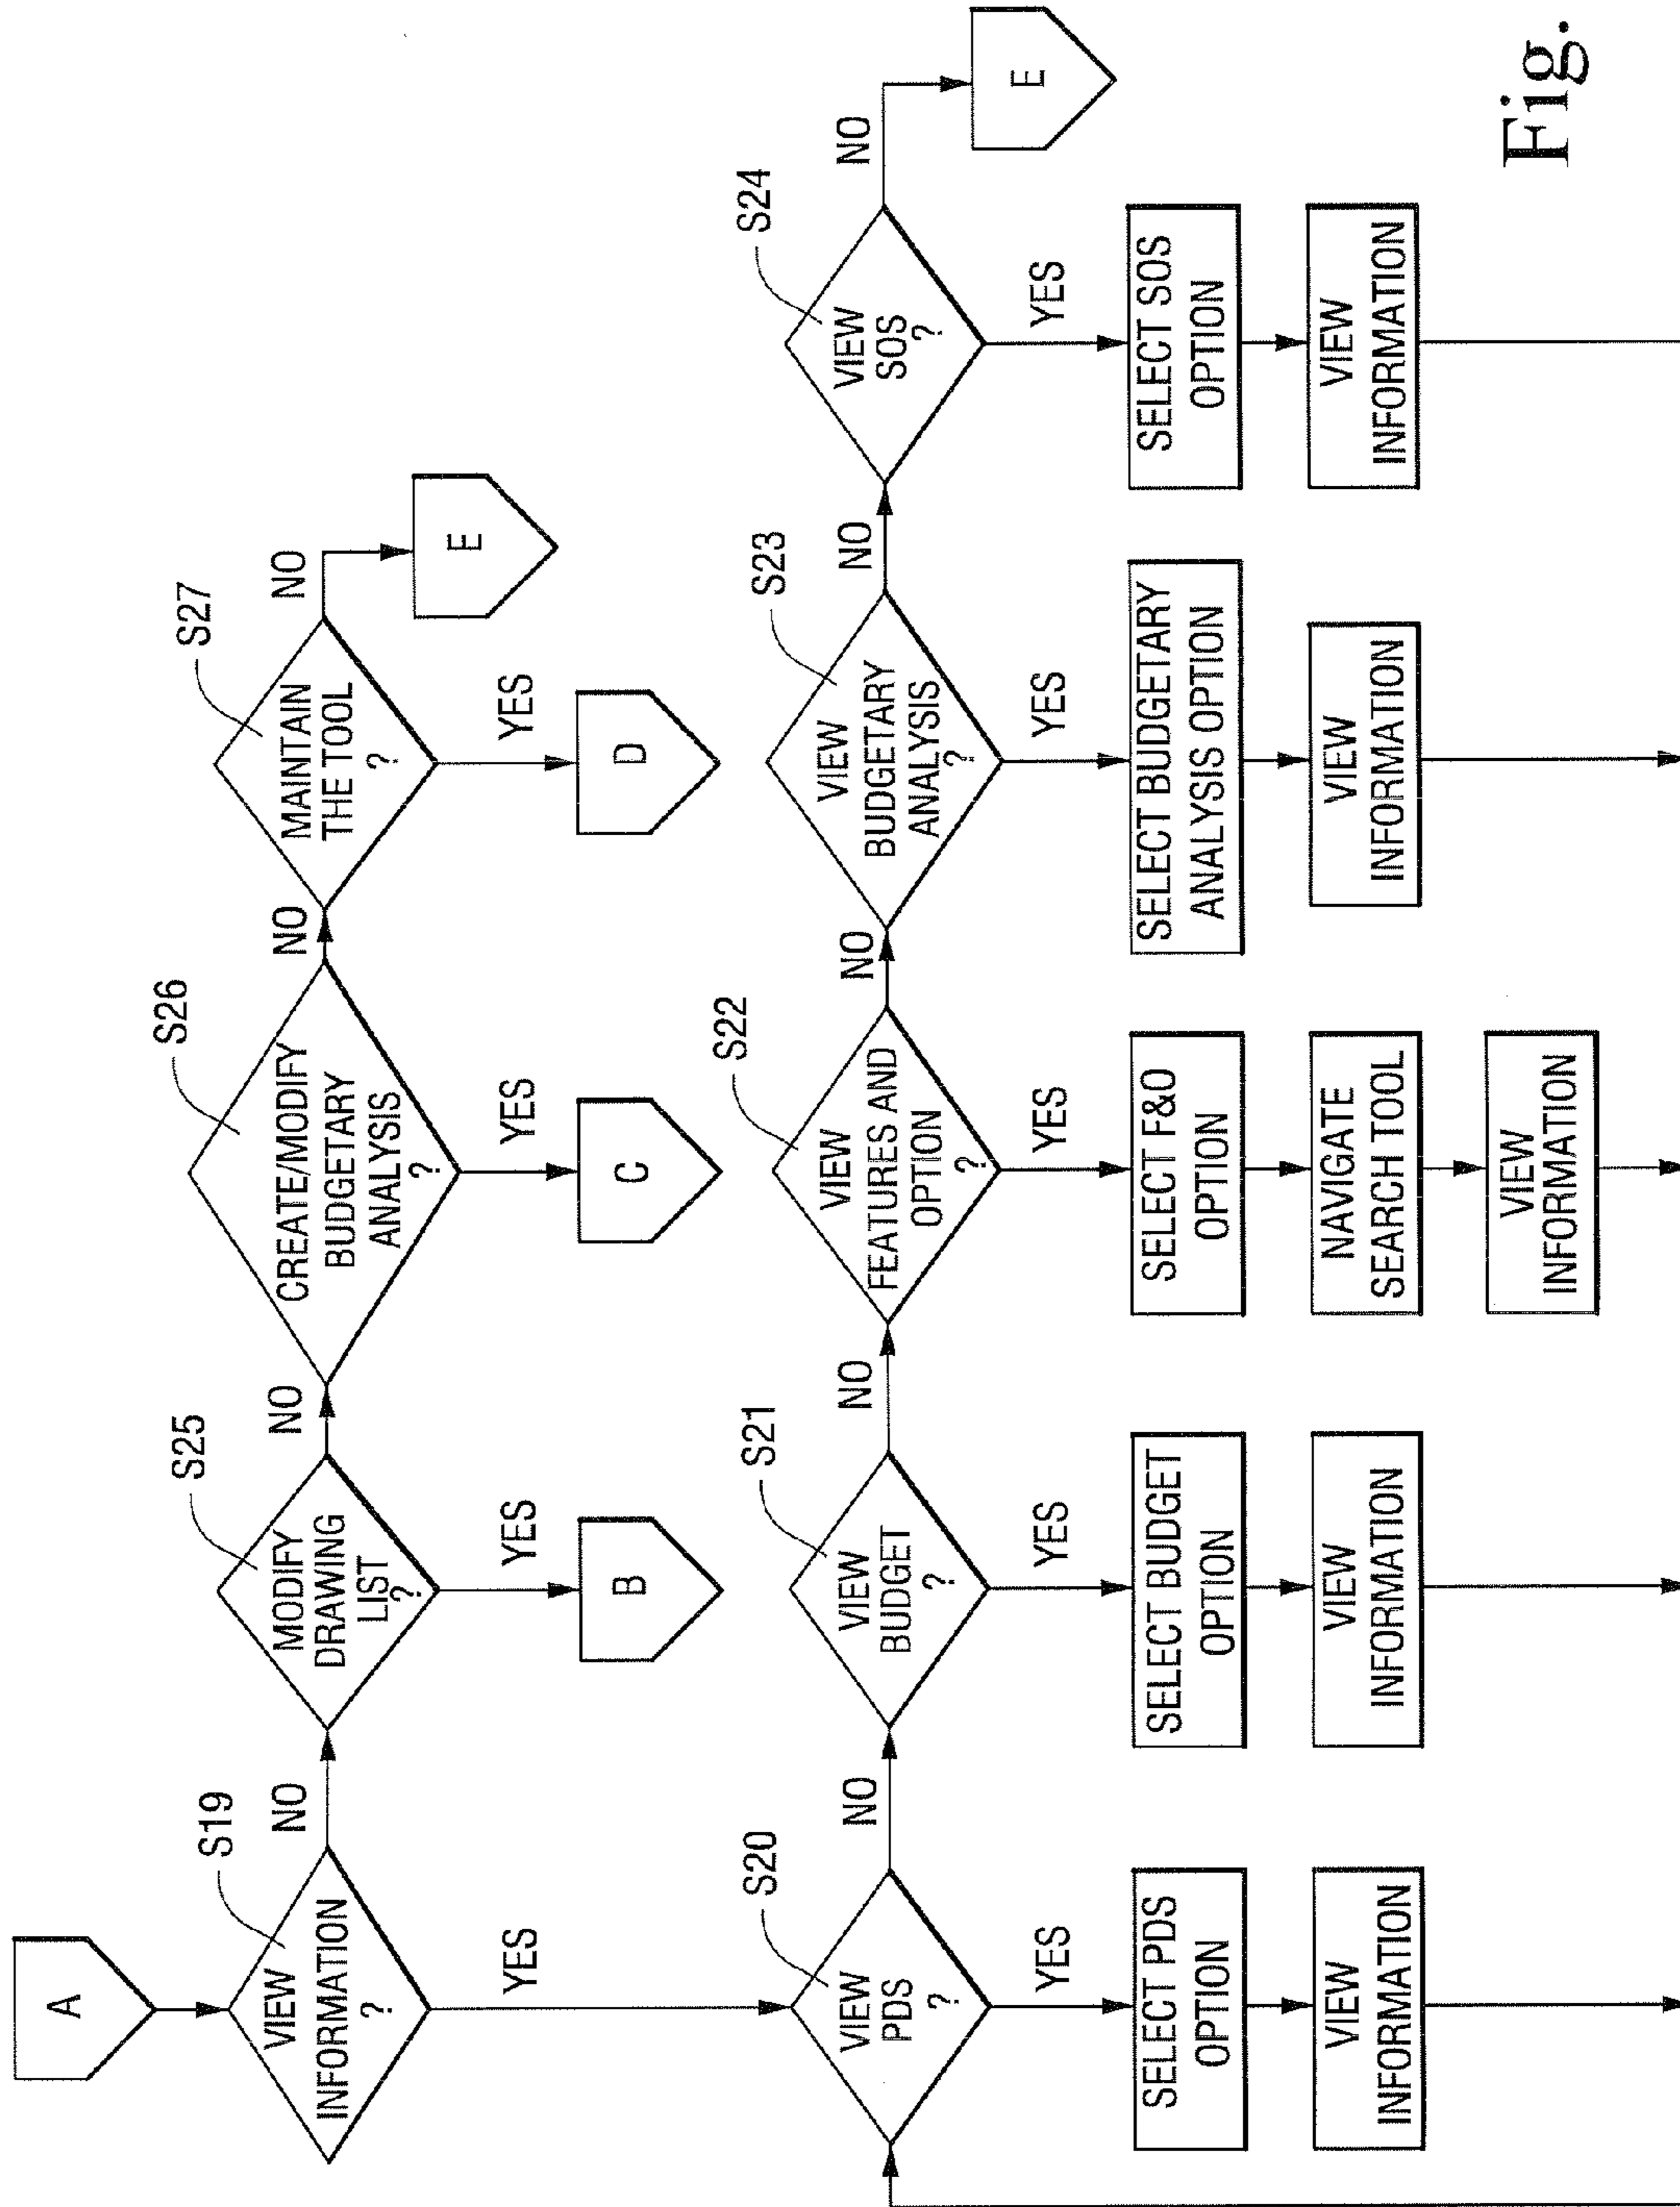 A
S19
VIEW
INFORMATION
?
NO
YES
S25
MODIFY
DRAWING
LIST
?
NO
YES
B
S26
CREATE/MODIFY
BUDGETARY
ANALYSIS
?
NO
YES
C
S27
MAINTAIN
THE TOOL
?
NO
YES
D
E
S20
VIEW
PDS
?
NO
YES
SELECT PDS
OPTION
VIEW
INFORMATION
S21
VIEW
BUDGET
?
NO
YES
SELECT BUDGET
OPTION
VIEW
INFORMATION
S22
VIEW
FEATURES AND
OPTION
?
NO
YES
SELECT F&O
OPTION
NAVIGATE
SEARCH TOOL
VIEW
INFORMATION
S23
VIEW
BUDGETARY
ANALYSIS
?
NO
YES
SELECT BUDGETARY
ANALYSIS OPTION
VIEW
INFORMATION
S24
VIEW
SOS
?
NO
YES
SELECT SOS
OPTION
VIEW
INFORMATION
E
Fig.